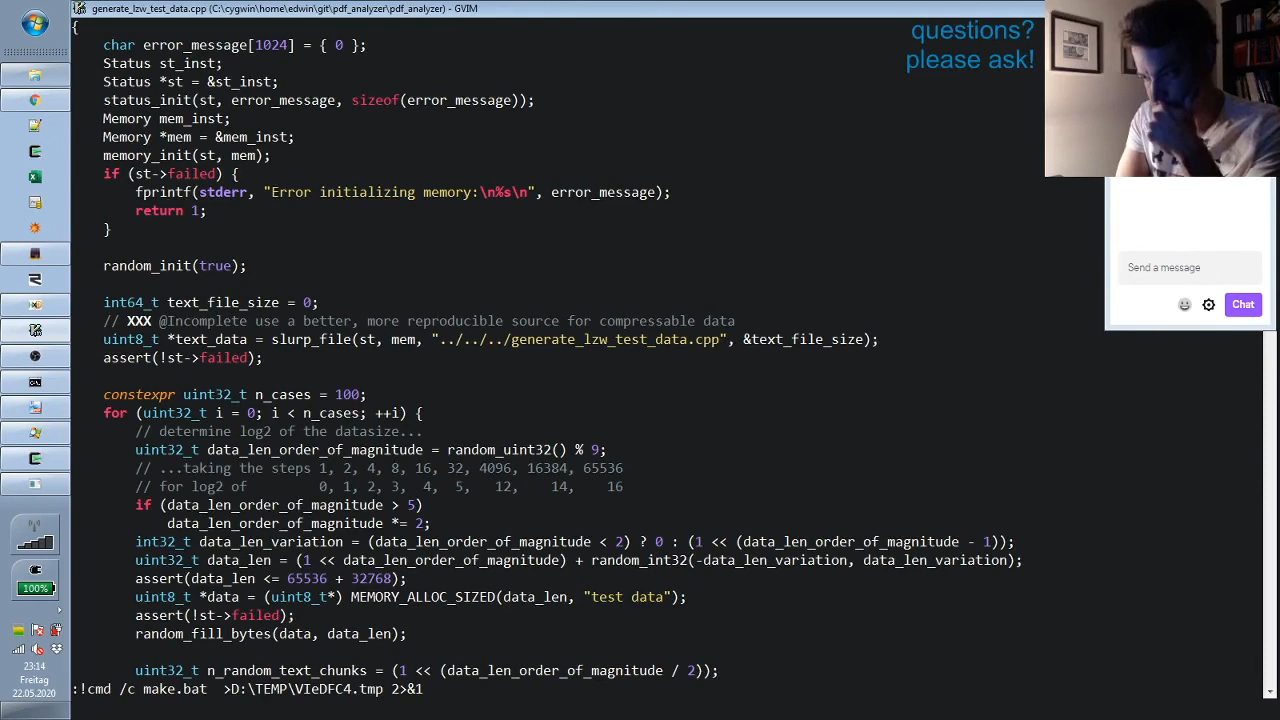 generate_lzw_test_data.cpp (C:\cygwin\home\edwin\git\pdf_analyzer\pdf_analyzer) - GVIM
{
char error_message[1024] = { 0 };
Status st_inst;
Status *st = &st_inst;
status_init(st, error_message, sizeof(error_message));
Memory mem_inst;
Memory *mem = &mem_inst;
memory_init(st, mem);
if (st->failed) {
fprintf(stderr, "Error initializing memory:\n%s\n", error_message);
return 1;
}
random_init(true);
int64_t text_file_size = 0;
// XXX @Incomplete use a better, more reproducible source for compressable data
uint8_t *text_data = slurp_file(st, mem, "../../../generate_lzw_test_data.cpp", &text_file_size);
assert(!st->failed);
constexpr uint32_t n_cases = 100;
for (uint32_t i = 0; i < n_cases; ++i) {
// determine log2 of the datasize...
uint32_t data_len_order_of_magnitude = random_uint32() % 9;
// ...taking the steps 1, 2, 4, 8, 16, 32, 4096, 16384, 65536
// for log2 of 0, 1, 2, 3, 4, 5, 12, 14, 16
if (data_len_order_of_magnitude > 5)
data_len_order_of_magnitude *= 2;
int32_t data_len_variation = (data_len_order_of_magnitude < 2) ? 0 : (1 << (data_len_order_of_magnitude - 1));
uint32_t data_len = (1 << data_len_order_of_magnitude) + random_int32(-data_len_variation, data_len_variation);
assert(data_len <= 65536 + 32768);
uint8_t *data = (uint8_t*) MEMORY_ALLOC_SIZED(data_len, "test data");
assert(!st->failed);
random_fill_bytes(data, data_len);
uint32_t n_random_text_chunks = (1 << (data_len_order_of_magnitude / 2));
:!cmd /c make.bat >D:\TEMP\VIeDFC4.tmp 2>&1
questions?
please ask!
Send a message
Chat
100%
23:14
Freitag
22.05.2020